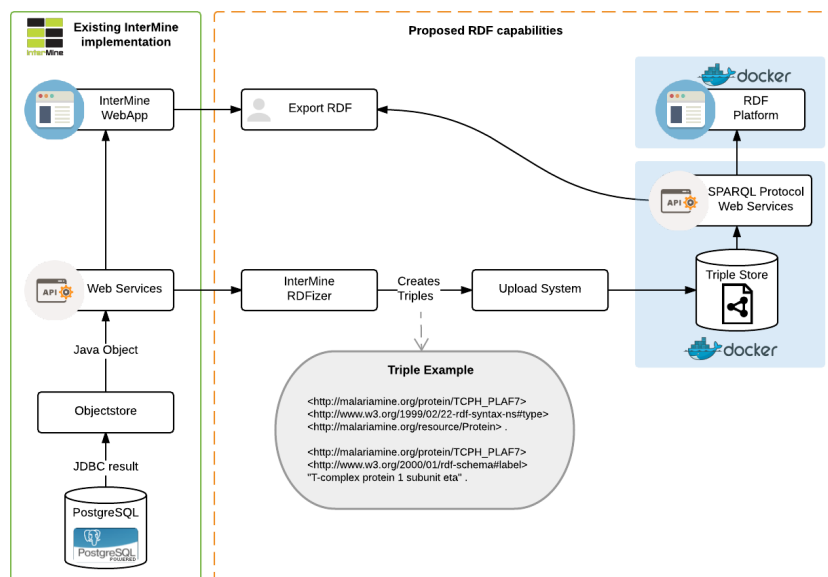 Existing InterMine
implementation
InterMine
Proposed RDF capabilities
InterMine
WebApp
Export RDF
docker
RDF
Platform
API
SPARQL Protocol
Web Services
API
Web Services
InterMine
RDFizer
Creates
Triples
Upload System
Triple Store
docker
Java Object
Objectstore
JDBC result
PostgreSQL
PostgreSQL
POWERED
Triple Example
<http://malariamine.org/protein/TCPH_PLAF7>
<http://www.w3.org/1999/02/22-rdf-syntax-ns#type>
<http://malariamine.org/resource/Protein> .
<http://malariamine.org/protein/TCPH_PLAF7>
<http://www.w3.org/2000/01/rdf-schema#label>
"T-complex protein 1 subunit eta" .